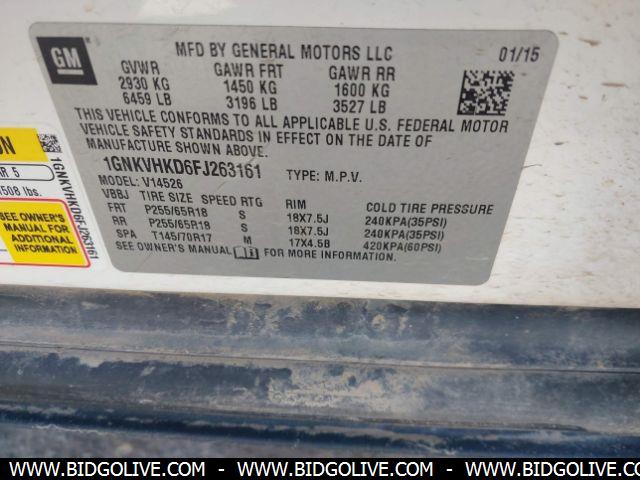 GM
MFD BY GENERAL MOTORS LLC
01/15
GVWR GAWR FRT GAWR RR
2930 KG 1450 KG 1600 KG
6459 LB 3196 LB 3527 LB
THIS VEHICLE CONFORMS TO ALL APPLICABLE U.S. FEDERAL MOTOR
VEHICLE SAFETY STANDARDS IN EFFECT ON THE DATE OF
MANUFACTURE SHOWN ABOVE.
1GNKVHKD6FJ263161 TYPE: M.P.V.
MODEL: V14526
VBBJ TIRE SIZE SPEED RTG RIM COLD TIRE PRESSURE
FRT P255/65R18 S 18X7.5J 240KPA(35PSI)
RR P255/65R18 S 18X7.5J 240KPA(35PSI)
SPA T145/70R17 M 17X4.5B 420KPA(60PSI)
SEE OWNER'S MANUAL FOR MORE INFORMATION.
ON
R 5
508 lbs.
SEE OWNER'S
MANUAL FOR
ADDITIONAL
INFORMATION
1GNKVHKD6FJ263161
WWW.BIDGOLIVE.COM - WWW.BIDGOLIVE.COM - WWW.BIDGOLIVE.COM